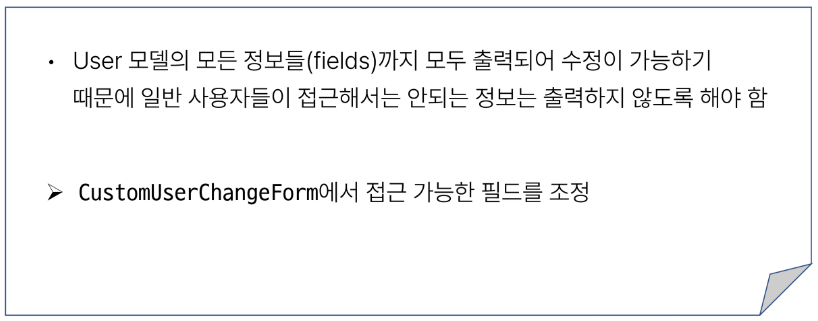 • User 모델의 모든 정보들(fields)까지 모두 출력되어 수정이 가능하기
때문에 일반 사용자들이 접근해서는 안되는 정보는 출력하지 않도록 해야 함
➢ CustomUserChangeForm에서 접근 가능한 필드를 조정